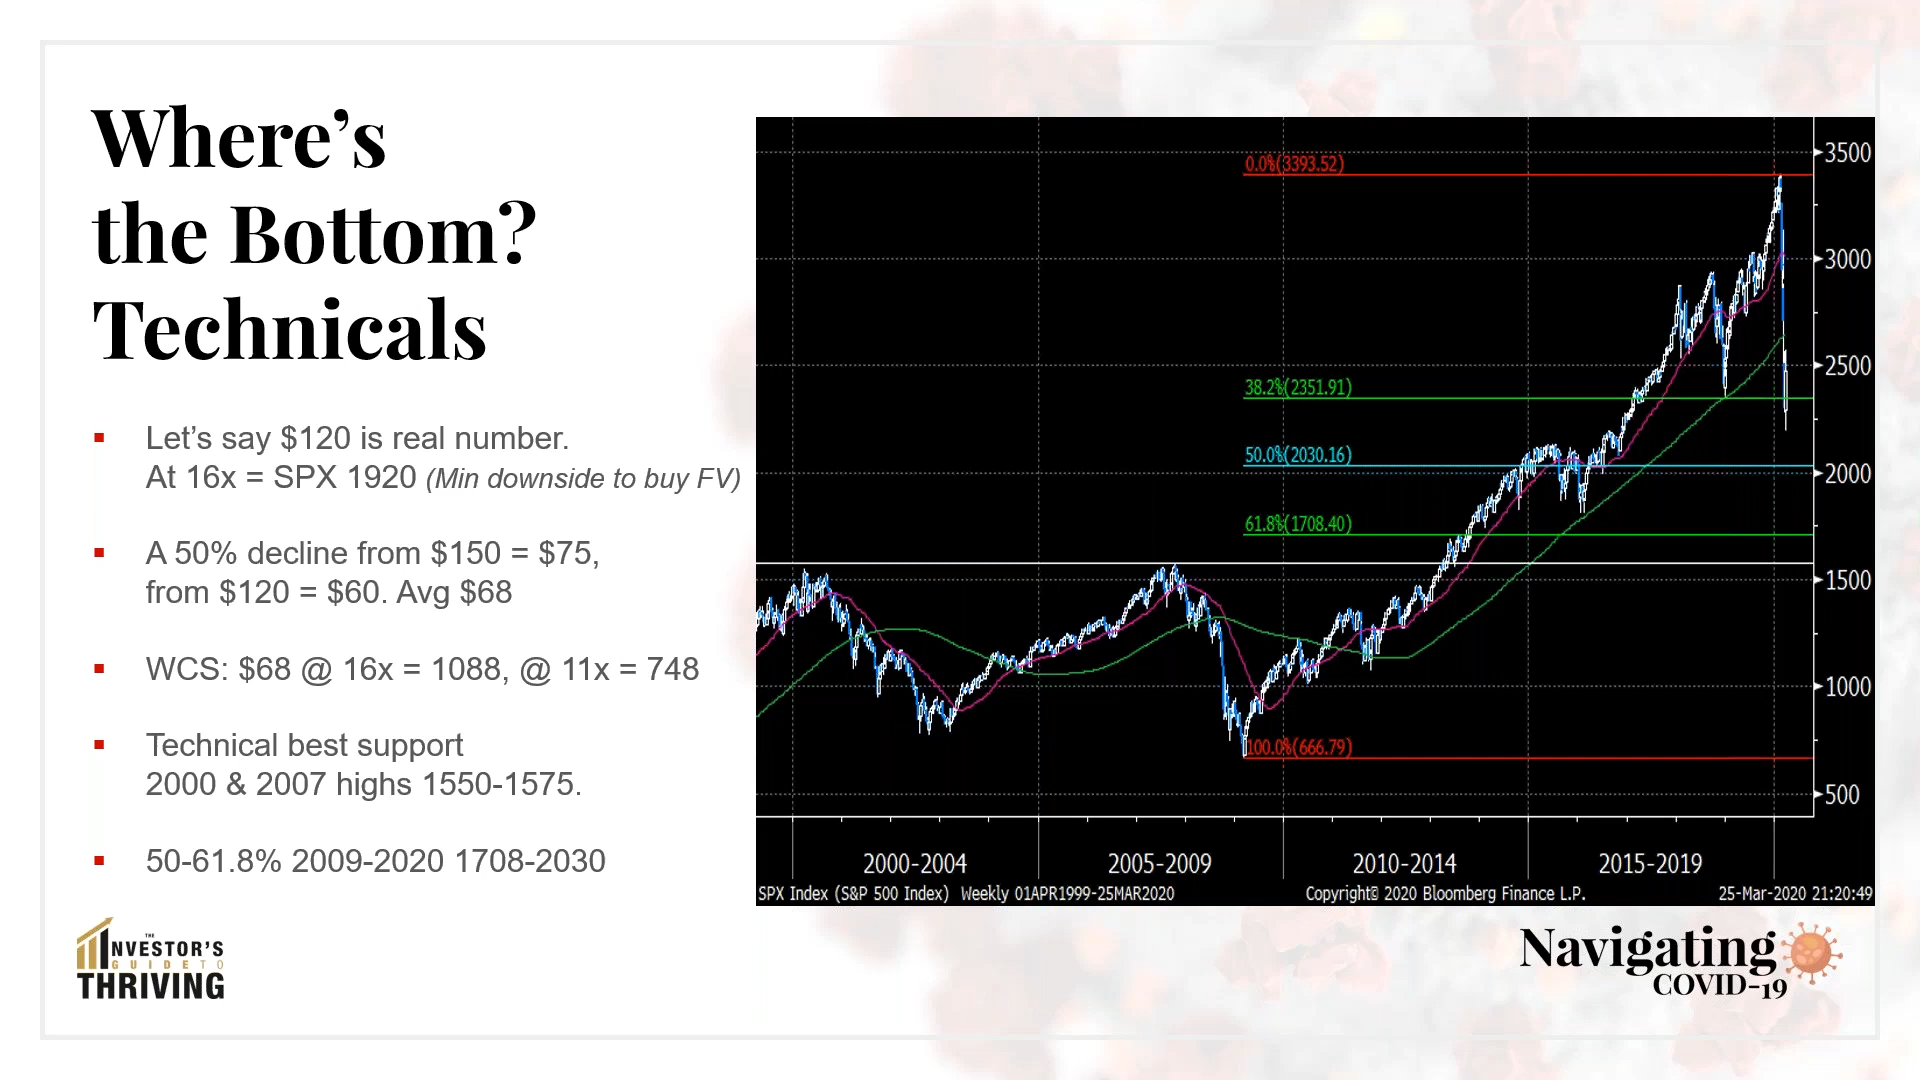 Where’s
the Bottom?
Technicals
Let’s say $120 is real number.
At 16x = SPX 1920 (Min downside to buy FV)
A 50% decline from $150 = $75,
from $120 = $60. Avg $68
WCS: $68 @ 16x = 1088, @ 11x = 748
Technical best support
2000 & 2007 highs 1550-1575.
50-61.8% 2009-2020 1708-2030
0.0%(3393.52)
38.2%(2351.91)
50.0%(2030.16)
61.8%(1708.40)
100.0%(666.79)
3500
3000
2500
2000
1500
1000
500
2000-2004 2005-2009 2010-2014 2015-2019
SPX Index (S&P 500 Index) Weekly 01APR1999-25MAR2020 Copyright© 2020 Bloomberg Finance L.P. 25-Mar-2020 21:20:49
THE
INVESTOR'S
GUIDE TO
THRIVING
Navigating
COVID-19